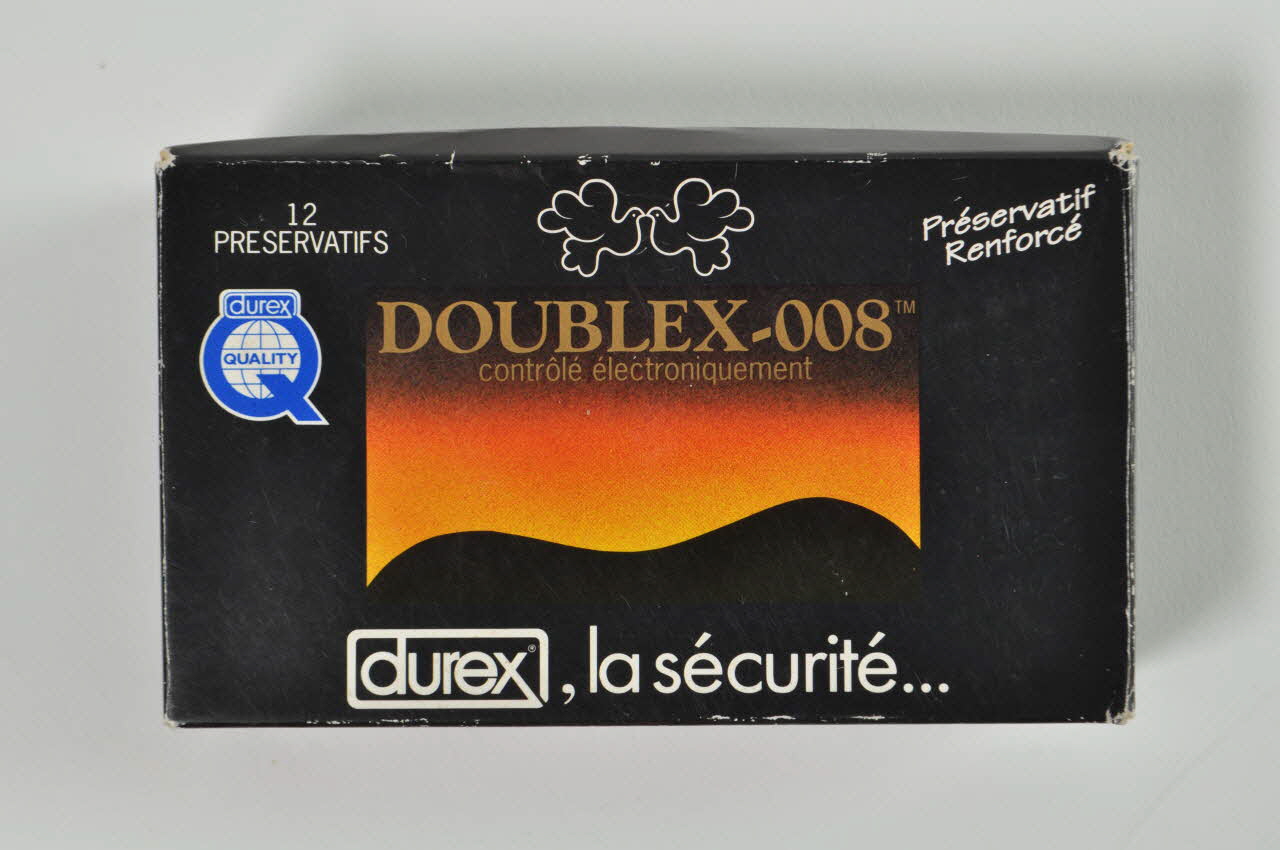 12
PRESERVATIFS
Préservatif
Renforcé
durex
QUALITY
DOUBLEX-008™
contrôlé électroniquement
durex®, la sécurité...